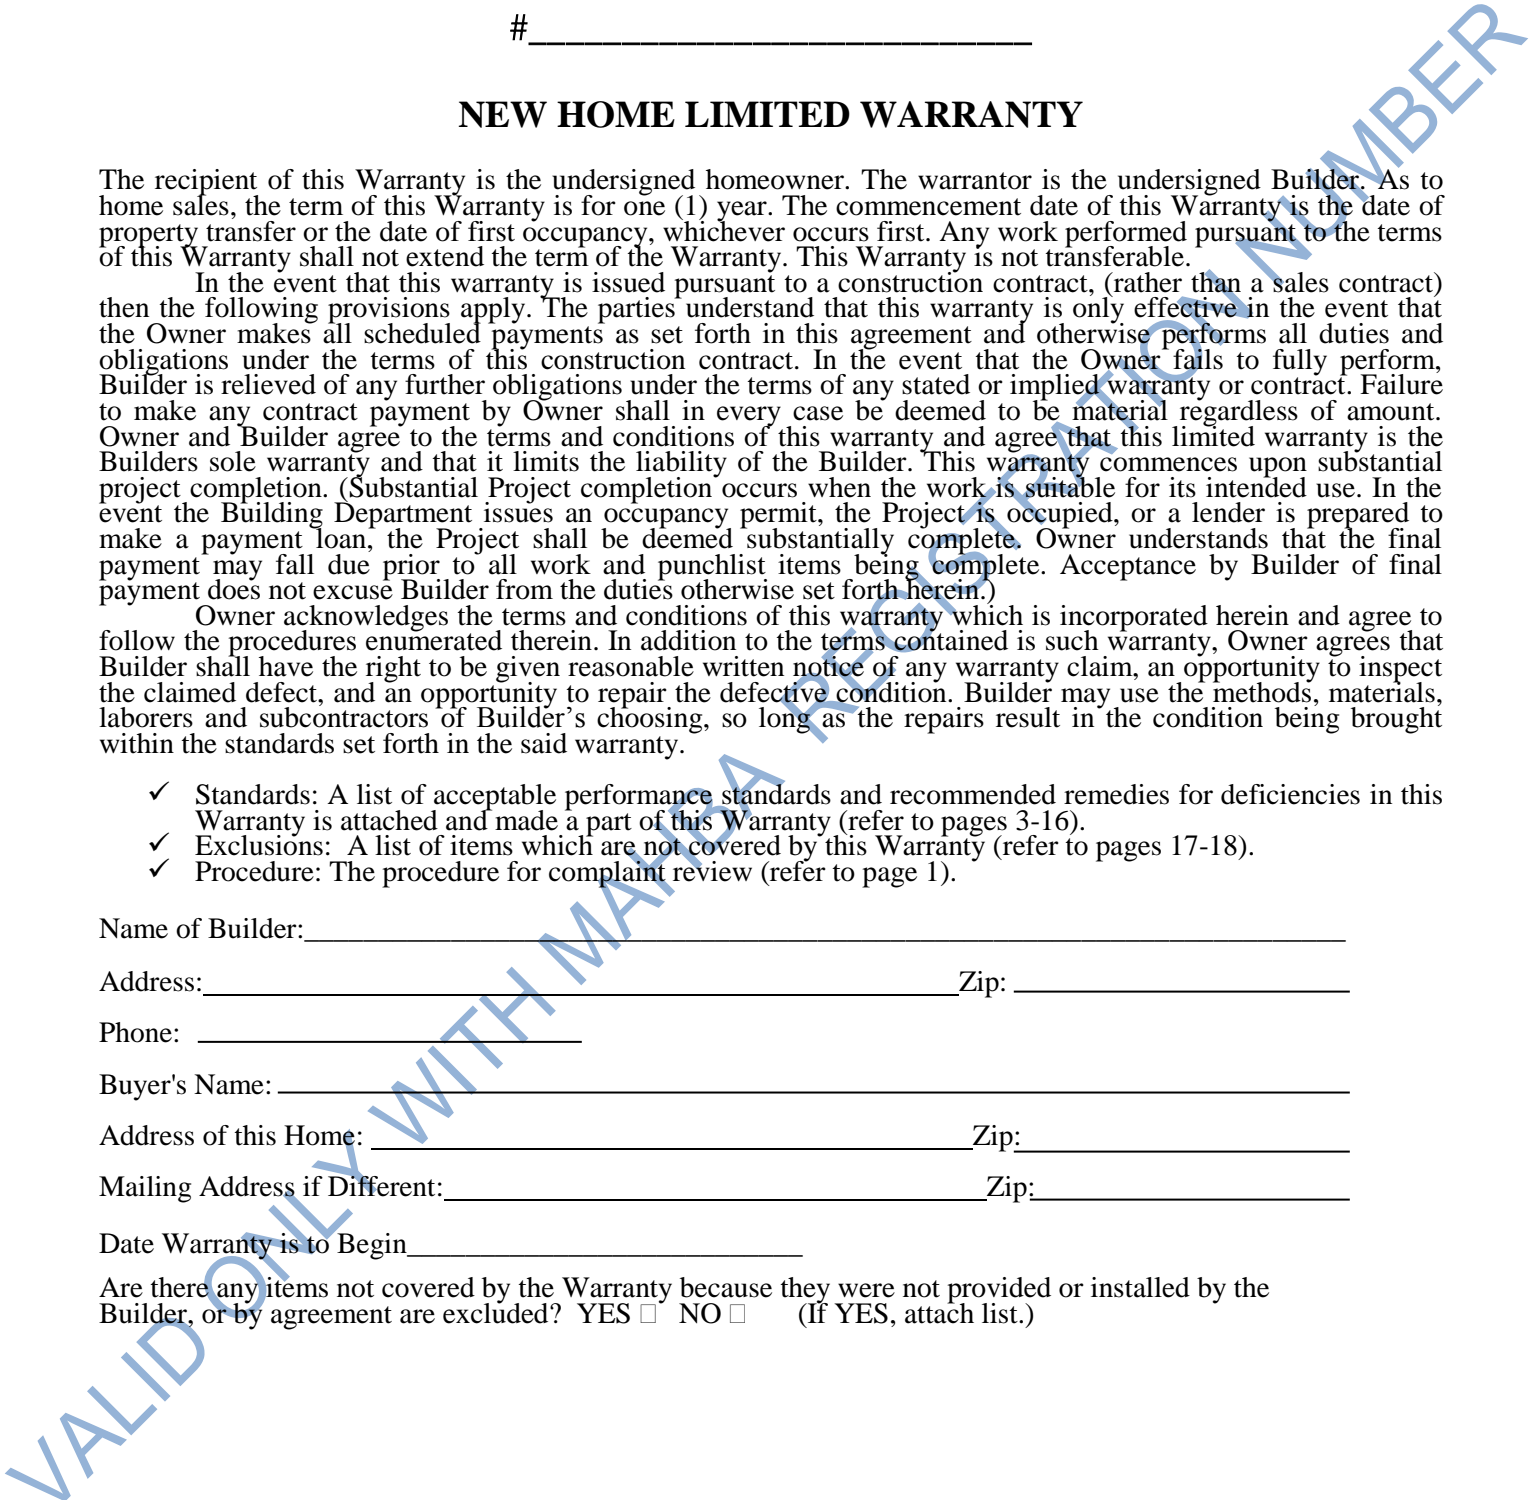 #___________________________
NEW HOME LIMITED WARRANTY
The recipient of this Warranty is the undersigned homeowner. The warrantor is the undersigned Builder. As to
home sales, the term of this Warranty is for one (1) year. The commencement date of this Warranty is the date of
property transfer or the date of first occupancy, whichever occurs first. Any work performed pursuant to the terms
of this Warranty shall not extend the term of the Warranty. This Warranty is not transferable.
In the event that this warranty is issued pursuant to a construction contract, (rather than a sales contract)
then the following provisions apply. The parties understand that this warranty is only effective in the event that
the Owner makes all scheduled payments as set forth in this agreement and otherwise performs all duties and
obligations under the terms of this construction contract. In the event that the Owner fails to fully perform,
Builder is relieved of any further obligations under the terms of any stated or implied warranty or contract. Failure
to make any contract payment by Owner shall in every case be deemed to be material regardless of amount.
Owner and Builder agree to the terms and conditions of this warranty and agree that this limited warranty is the
Builders sole warranty and that it limits the liability of the Builder. This warranty commences upon substantial
project completion. (Substantial Project completion occurs when the work is suitable for its intended use. In the
event the Building Department issues an occupancy permit, the Project is occupied, or a lender is prepared to
make a payment loan, the Project shall be deemed substantially complete. Owner understands that the final
payment may fall due prior to all work and punchlist items being complete. Acceptance by Builder of final
payment does not excuse Builder from the duties otherwise set forth herein.)
Owner acknowledges the terms and conditions of this warranty which is incorporated herein and agree to
follow the procedures enumerated therein. In addition to the terms contained is such warranty, Owner agrees that
Builder shall have the right to be given reasonable written notice of any warranty claim, an opportunity to inspect
the claimed defect, and an opportunity to repair the defective condition. Builder may use the methods, materials,
laborers and subcontractors of Builder’s choosing, so long as the repairs result in the condition being brought
within the standards set forth in the said warranty.
✓ Standards: A list of acceptable performance standards and recommended remedies for deficiencies in this
Warranty is attached and made a part of this Warranty (refer to pages 3-16).
✓ Exclusions: A list of items which are not covered by this Warranty (refer to pages 17-18).
✓ Procedure: The procedure for complaint review (refer to page 1).
Name of Builder:
Address: Zip:
Phone:
Buyer's Name:
Address of this Home: Zip:
Mailing Address if Different: Zip:
Date Warranty is to Begin
Are there any items not covered by the Warranty because they were not provided or installed by the
Builder, or by agreement are excluded? YES □ NO □ (If YES, attach list.)
VALID ONLY WITH MAHBA REGISTRATION NUMBER